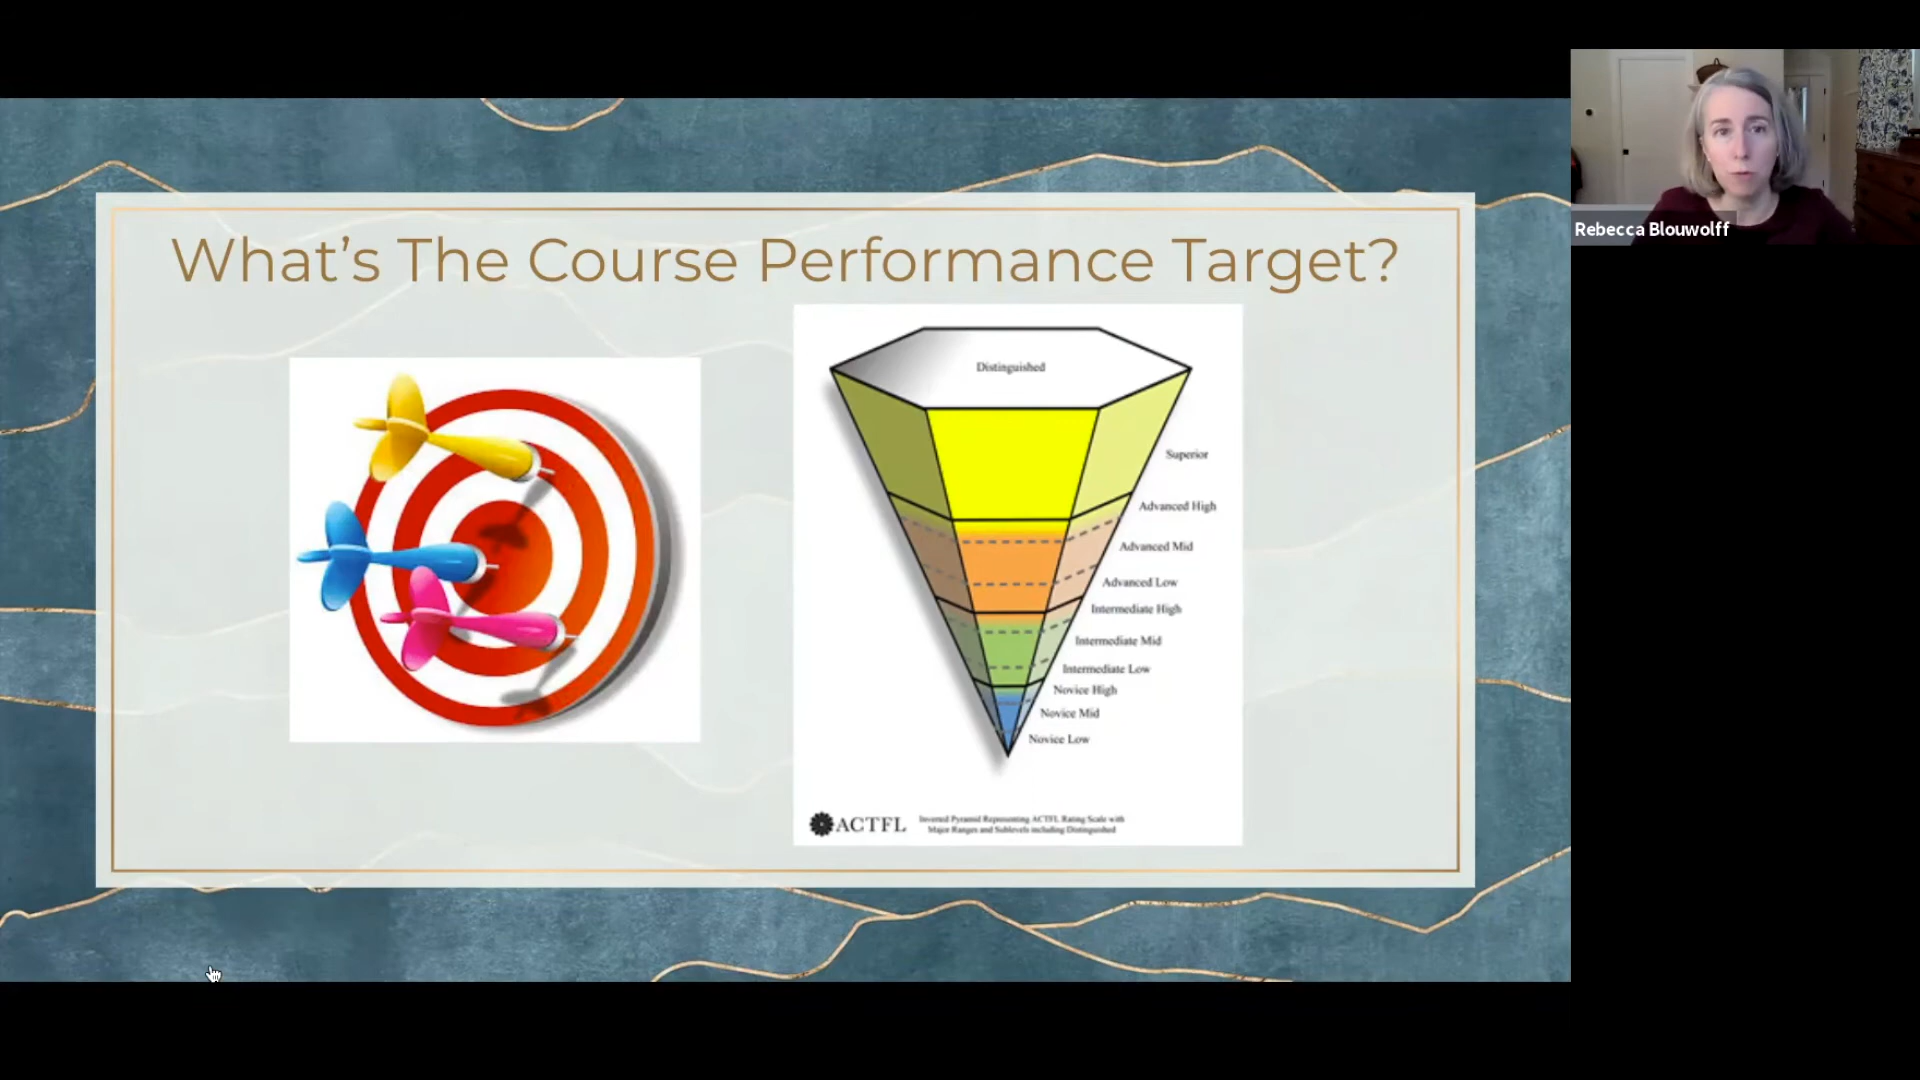 What's The Course Performance Target?
Rebecca Blouwolff
Distinguished
Superior
Advanced High
Advanced Mid
Advanced Low
Intermediate High
Intermediate Mid
Intermediate Low
Novice High
Novice Mid
Novice Low
ACTFL
Inverted Pyramid Representing ACTFL Rating Scale with
Major Ranges and Sublevels including Distinguished